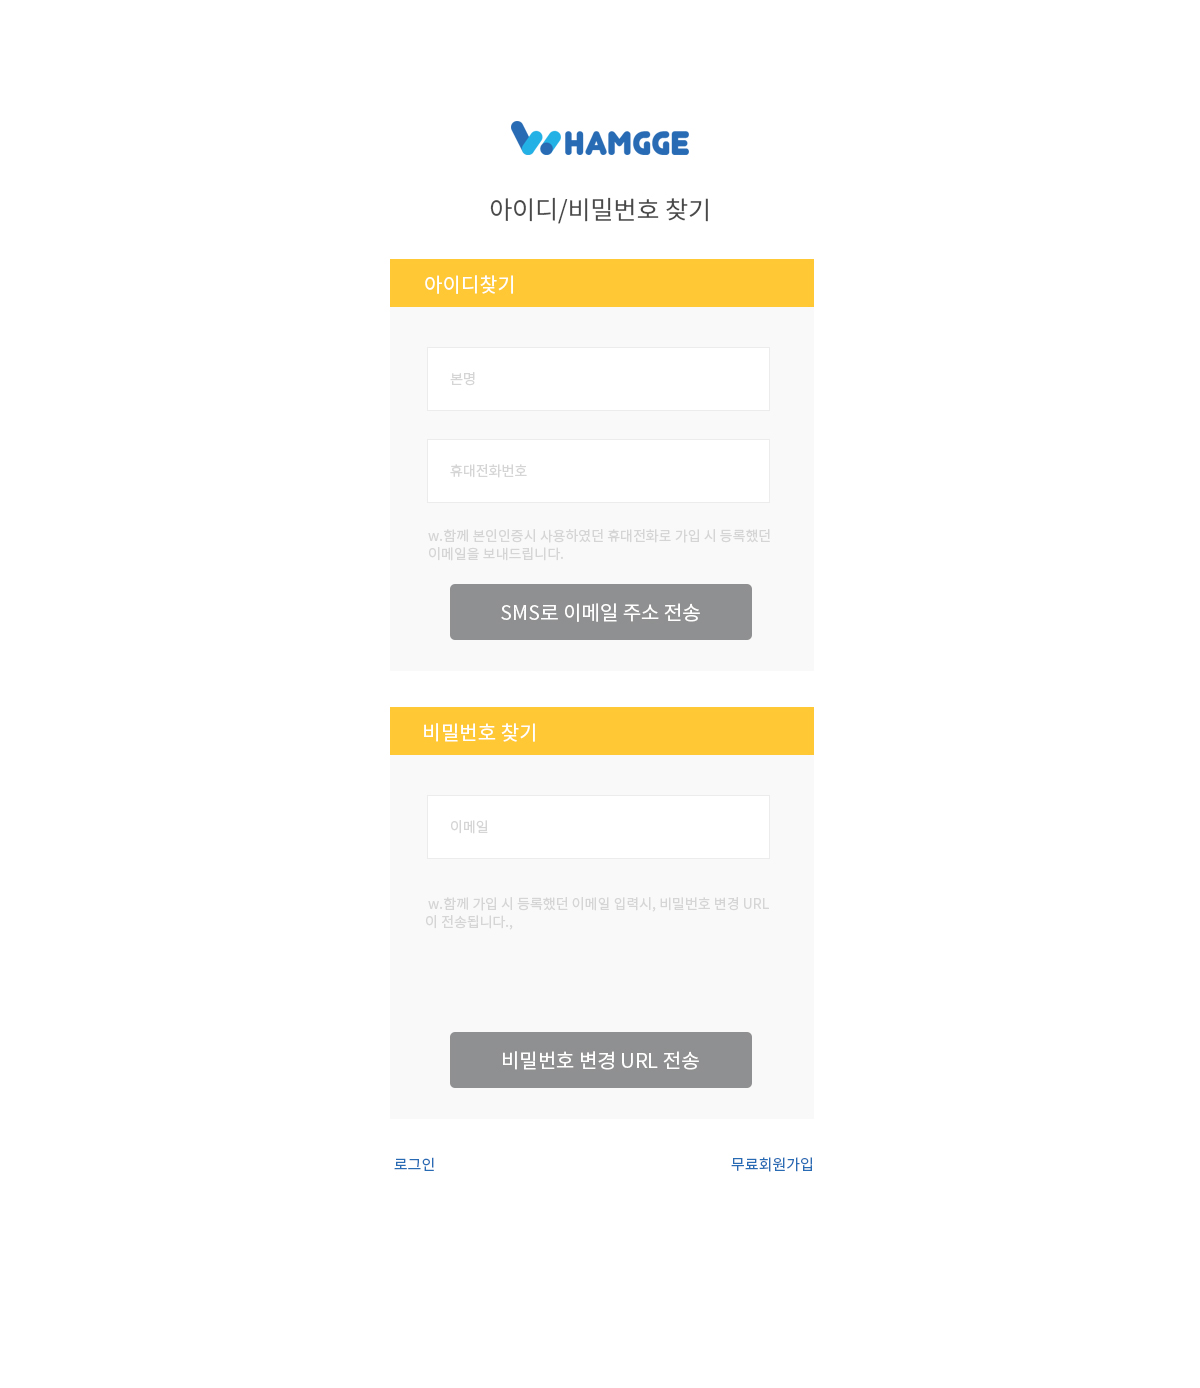 W HAMGGE
아이디/비밀번호 찾기
아이디찾기
본명
휴대전화번호
w.함께 본인인증시 사용하였던 휴대전화로 가입 시 등록했던
이메일을 보내드립니다.
SMS로 이메일 주소 전송
비밀번호 찾기
이메일
w.함께 가입 시 등록했던 이메일 입력시, 비밀번호 변경 URL
이 전송됩니다.,
비밀번호 변경 URL 전송
로그인
무료회원가입